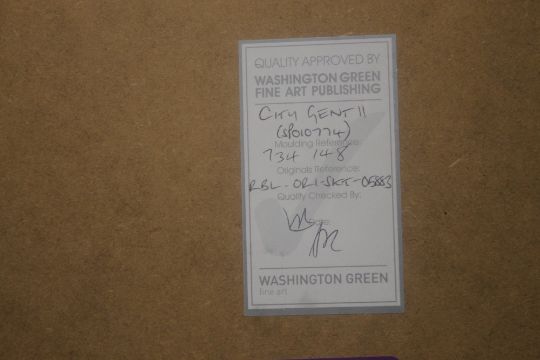 QUALITY APPROVED BY
WASHINGTON GREEN
FINE ART PUBLISHING
CITY GENT II
(SP010774)
Moulding Reference:
734 148
Originals Reference:
RBL-ORI-SKT-05883
Quality Checked By:
Date:
WASHINGTON GREEN
fine art